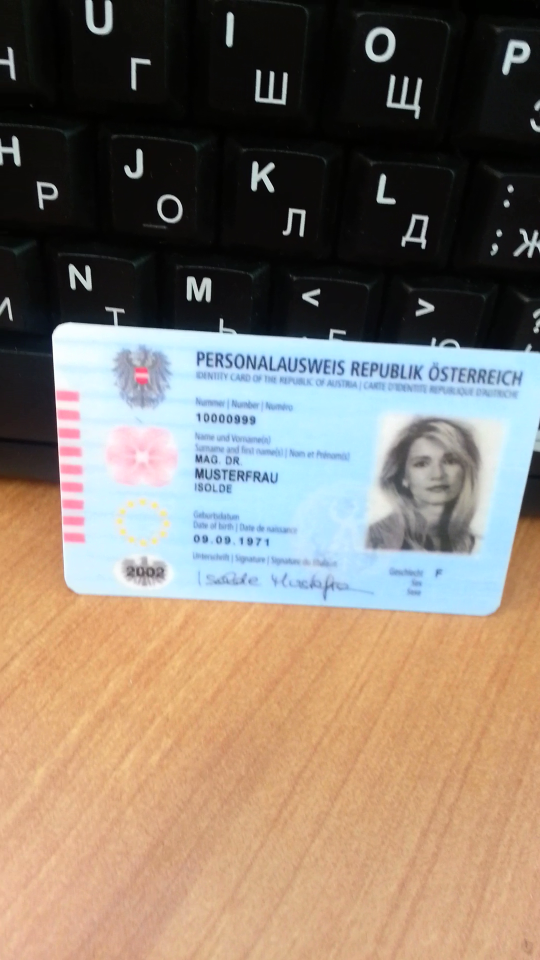 U I O P
Г Ш Щ
H J K L :
Р О Л Д ; Ж
N M < > ?
Т Ь
PERSONALAUSWEIS REPUBLIK ÖSTERREICH
IDENTITY CARD OF THE REPUBLIC OF AUSTRIA | CARTE D'IDENTITE REPUBLIQUE D'AUTRICHE
Nummer | Number | Numéro
10000999
Name und Vorname(n)
Surname and first name(s) | Nom et Prénom(s)
MAG. DR.
MUSTERFRAU
ISOLDE
Geburtsdatum
Date of birth | Date de naissance
09.09.1971
Unterschrift | Signature | Signature du titulaire
Isolde Musterfrau
2002
Geschlecht F
Sex
Sexe